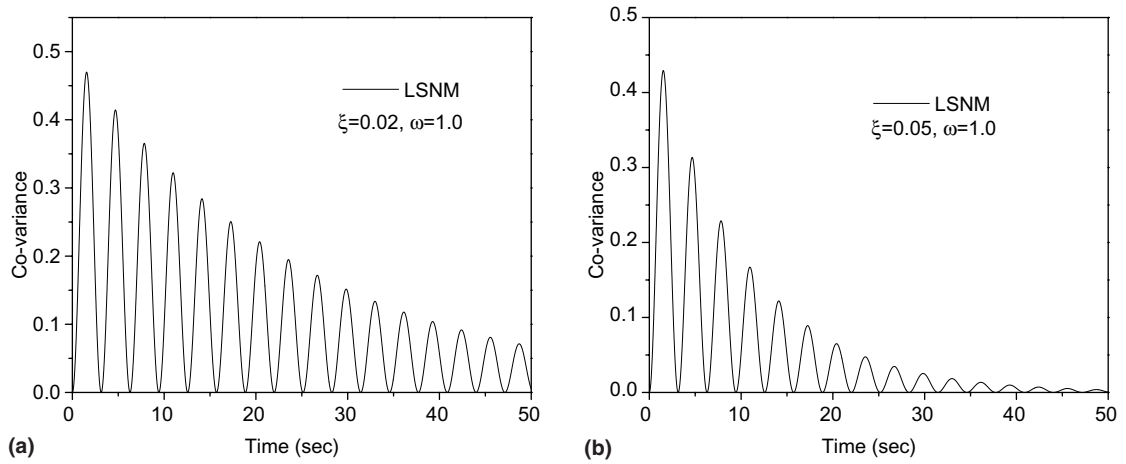 0.5
0.4
0.3
0.2
0.1
0.0
Co-variance
LSNM
ξ=0.02, ω=1.0
0 10 20 30 40 50
Time (sec)
(a)
0.5
0.4
0.3
0.2
0.1
0.0
Co-variance
LSNM
ξ=0.05, ω=1.0
0 10 20 30 40 50
Time (sec)
(b)